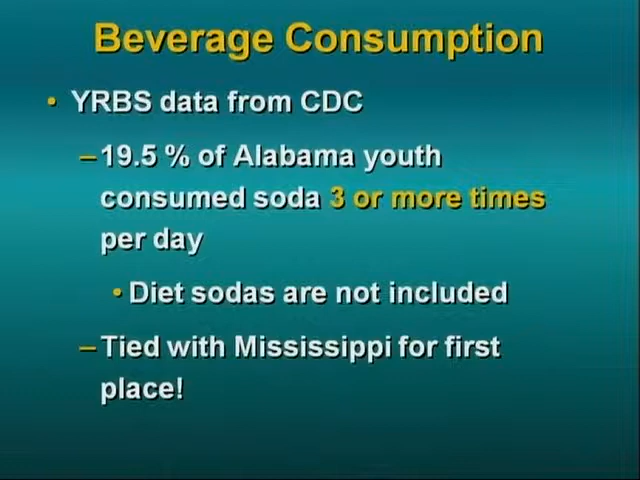 Beverage Consumption
• YRBS data from CDC
–19.5 % of Alabama youth
consumed soda 3 or more times
per day
• Diet sodas are not included
–Tied with Mississippi for first
place!